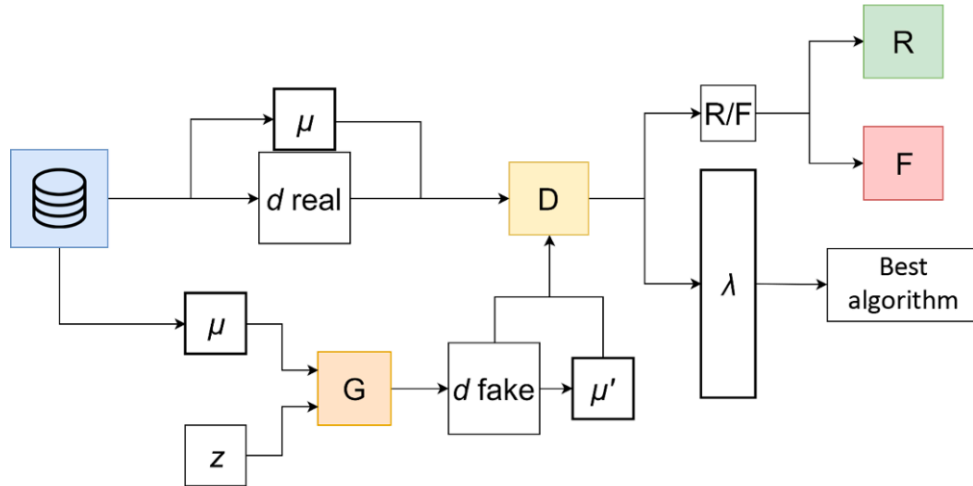 R
μ
R/F
d real
D
F
λ
Best
algorithm
μ
G
d fake
μ'
z